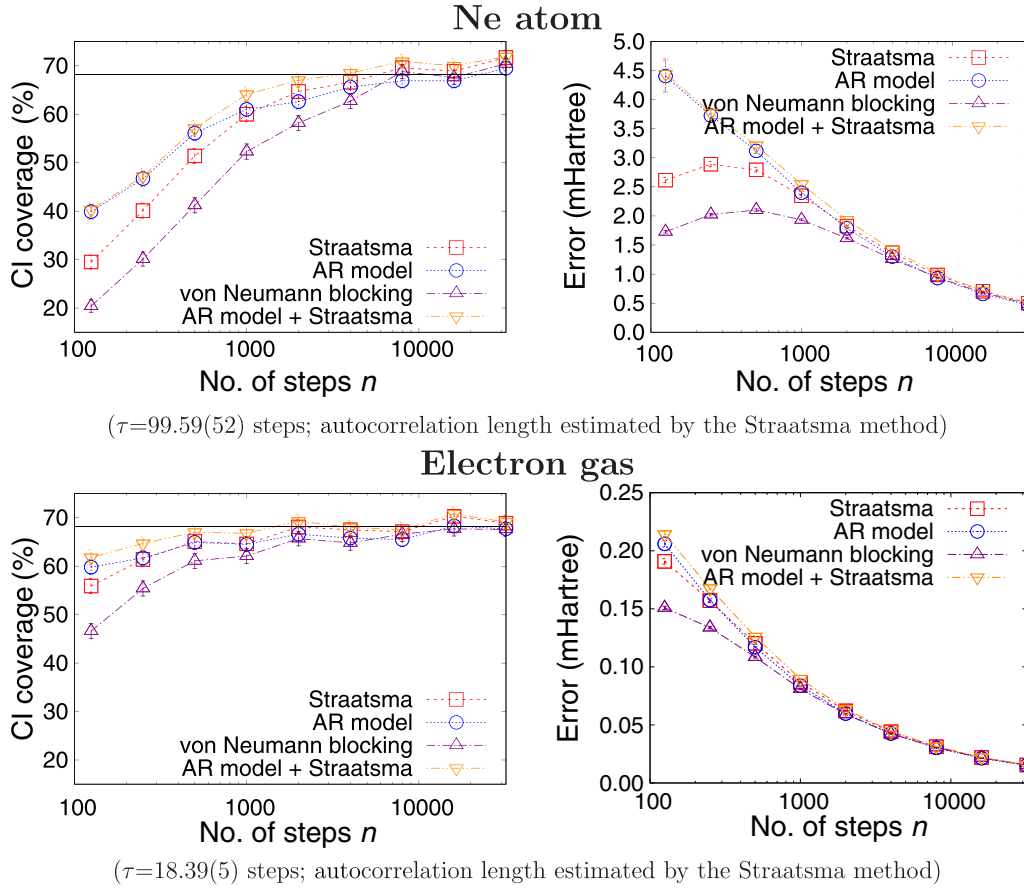 Ne atom
CI coverage (%)
70
60
50
40
30
20
100
1000
10000
No. of steps n
Straatsma
AR model
von Neumann blocking
AR model + Straatsma
Error (mHartree)
5.0
4.5
4.0
3.5
3.0
2.5
2.0
1.5
1.0
0.5
0.0
100
1000
10000
No. of steps n
Straatsma
AR model
von Neumann blocking
AR model + Straatsma
(τ=99.59(52) steps; autocorrelation length estimated by the Straatsma method)
Electron gas
CI coverage (%)
70
60
50
40
30
20
100
1000
10000
No. of steps n
Straatsma
AR model
von Neumann blocking
AR model + Straatsma
Error (mHartree)
0.25
0.20
0.15
0.10
0.05
0.00
100
1000
10000
No. of steps n
Straatsma
AR model
von Neumann blocking
AR model + Straatsma
(τ=18.39(5) steps; autocorrelation length estimated by the Straatsma method)